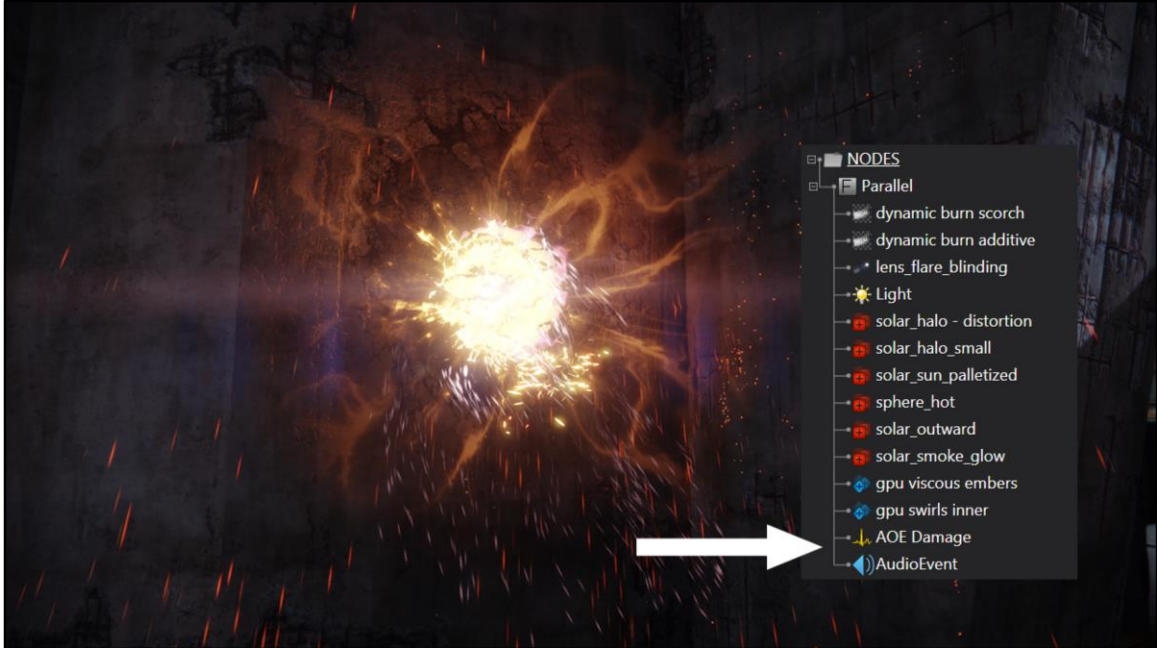 NODES
Parallel
dynamic burn scorch
dynamic burn additive
lens_flare_blinding
Light
solar_halo - distortion
solar_halo_small
solar_sun_palletized
sphere_hot
solar_outward
solar_smoke_glow
gpu viscous embers
gpu swirls inner
AOE Damage
AudioEvent